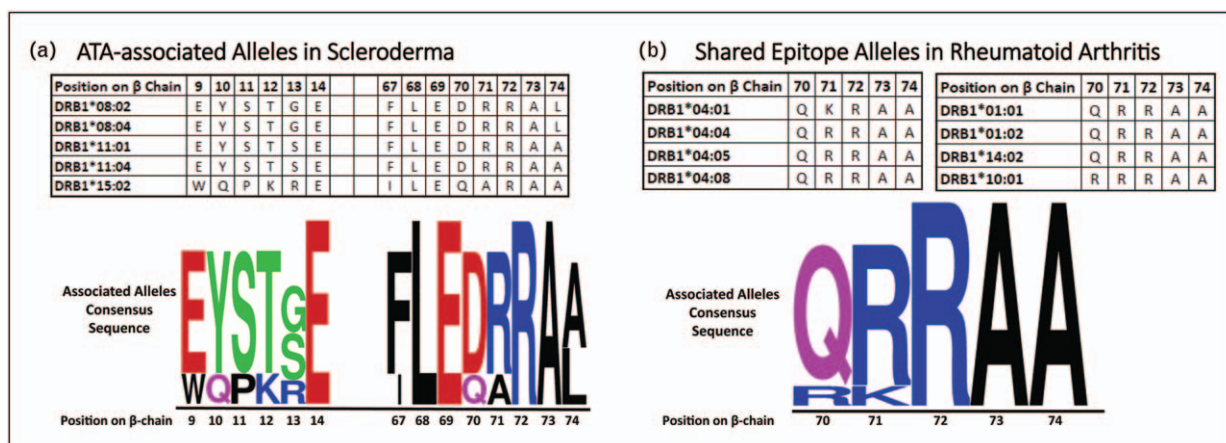 (a) ATA-associated Alleles in Scleroderma
Position on β Chain 9 10 11 12 13 14 67 68 69 70 71 72 73 74
DRB1*08:02 E Y S T G E F L E D R R A L
DRB1*08:04 E Y S T G E F L E D R R A L
DRB1*11:01 E Y S T S E F L E D R R A A
DRB1*11:04 E Y S T S E F L E D R R A A
DRB1*15:02 W Q P K R E I L E Q A R A A
Associated Alleles
Consensus
Sequence
EYSTGE FLEDRRAA
S L
WQPKR I QA
Position on β-chain 9 10 11 12 13 14 67 68 69 70 71 72 73 74
(b) Shared Epitope Alleles in Rheumatoid Arthritis
Position on β Chain 70 71 72 73 74
DRB1*04:01 Q K R A A
DRB1*04:04 Q R R A A
DRB1*04:05 Q R R A A
DRB1*04:08 Q R R A A
Position on β Chain 70 71 72 73 74
DRB1*01:01 Q R R A A
DRB1*01:02 Q R R A A
DRB1*14:02 Q R R A A
DRB1*10:01 R R R A A
Associated Alleles
Consensus
Sequence
QRRAA
RK
Position on β-chain 70 71 72 73 74